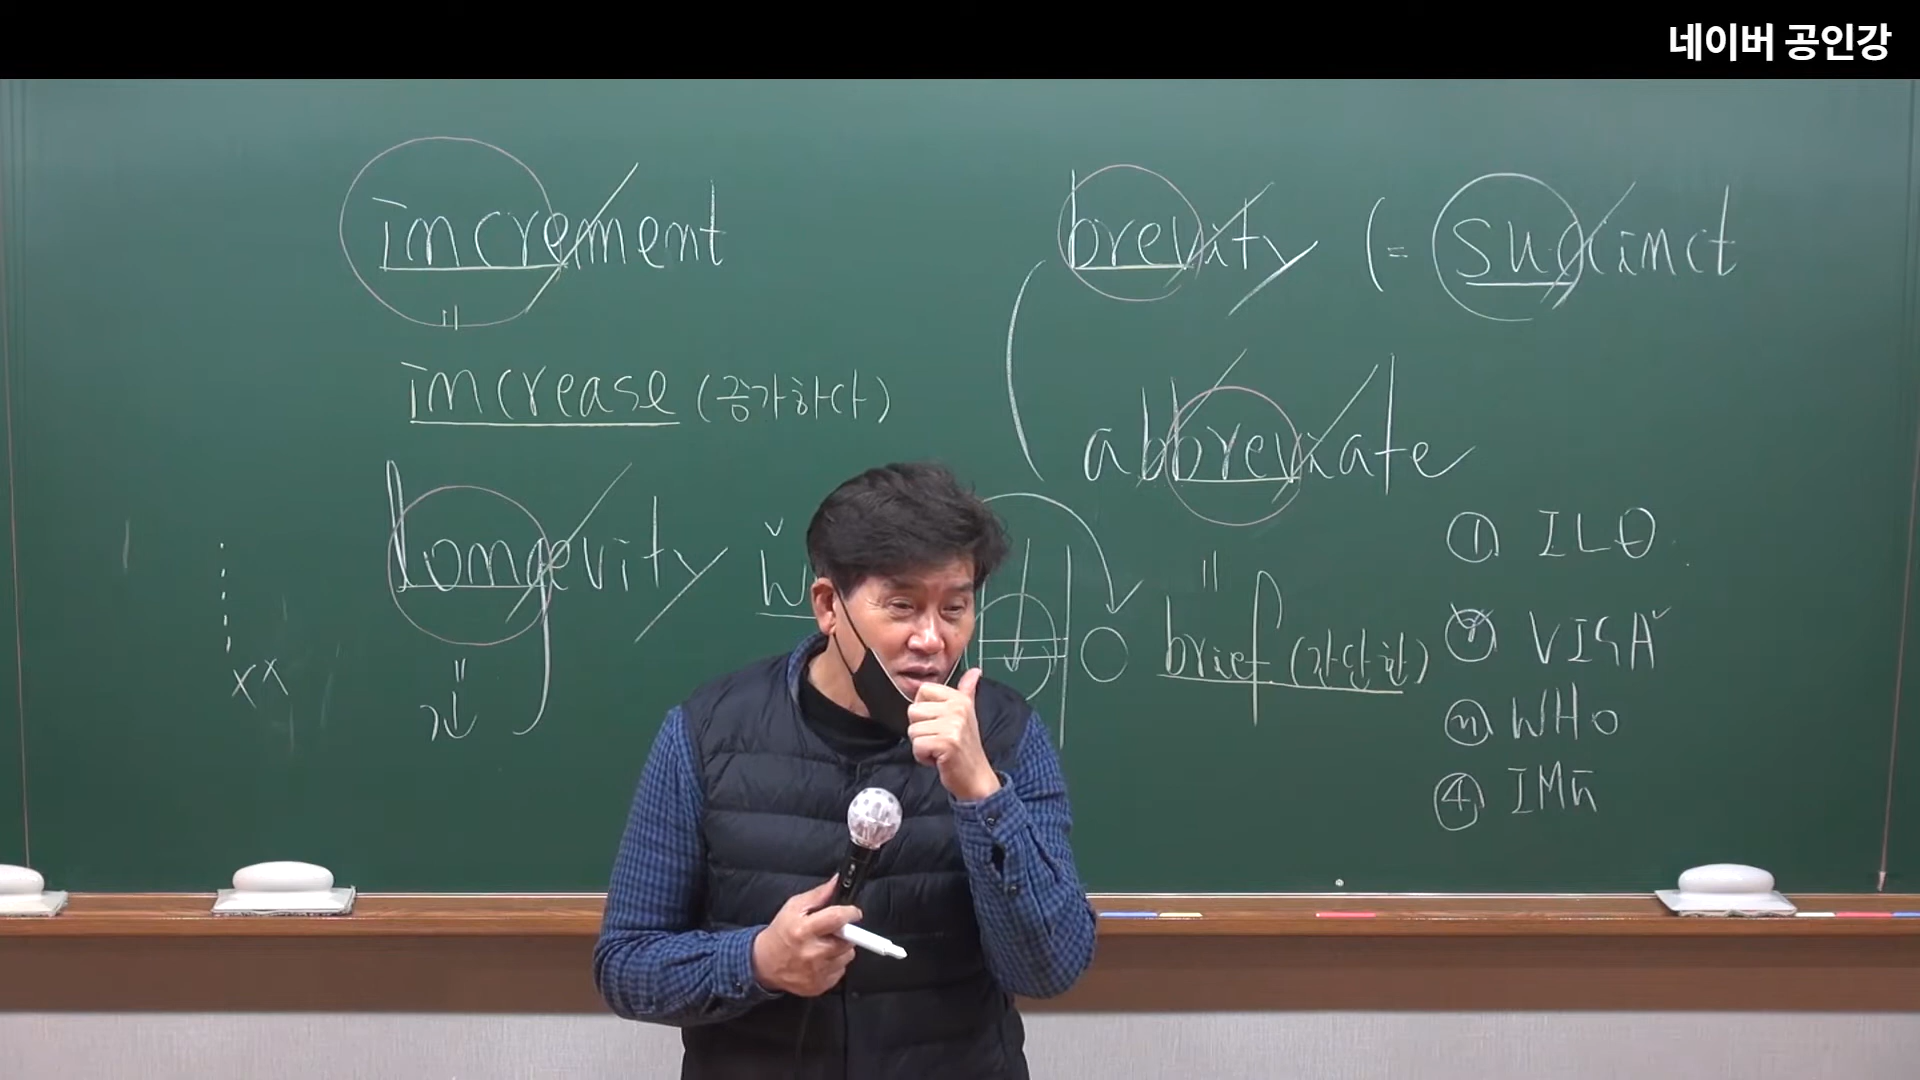 네이버 공인강
increment
brevity (= succinct
=
increase (증가하다)
abbreviate
longevity
=
brief (간단한)
① ILO
② VISA
③ WHO
④
xx